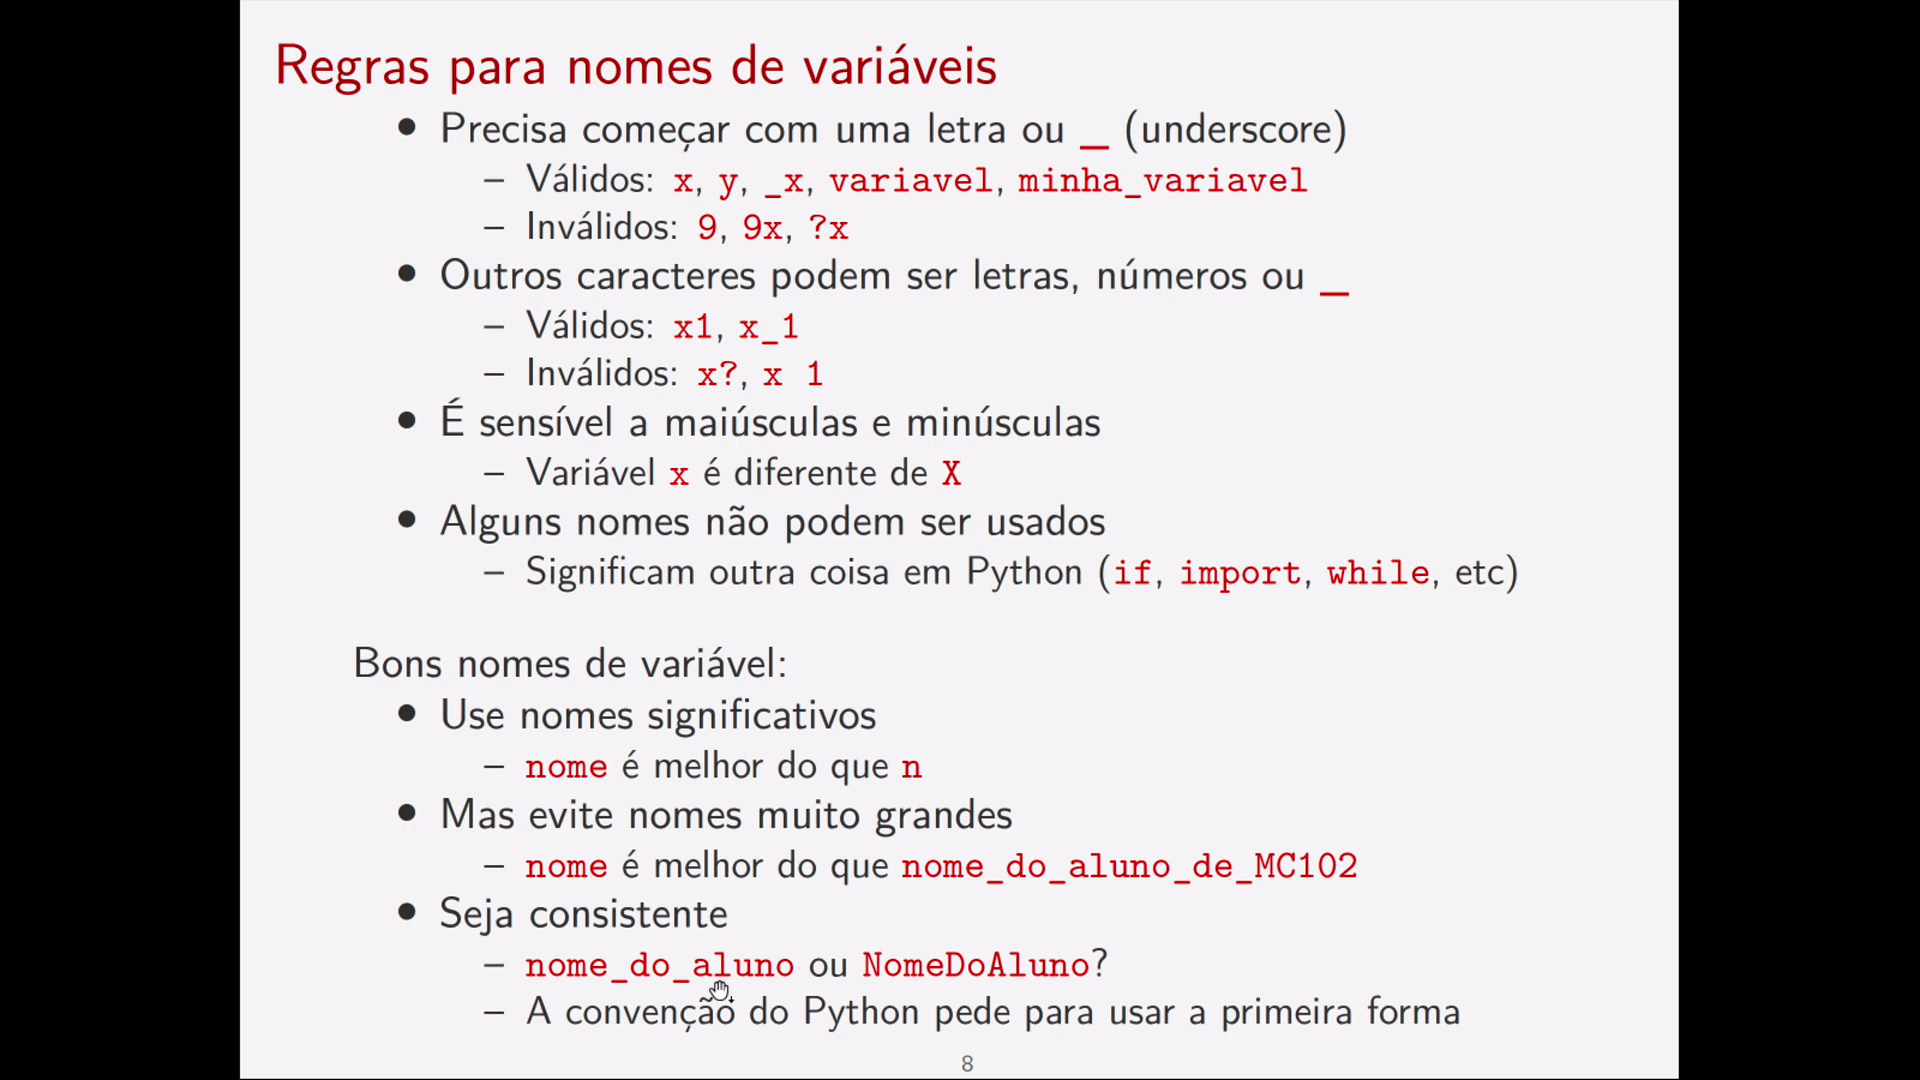 Regras para nomes de variáveis
• Precisa começar com uma letra ou _ (underscore)
– Válidos: x, y, _x, variavel, minha_variavel
– Inválidos: 9, 9x, ?x
• Outros caracteres podem ser letras, números ou _
– Válidos: x1, x_1
– Inválidos: x?, x 1
• É sensível a maiúsculas e minúsculas
– Variável x é diferente de X
• Alguns nomes não podem ser usados
– Significam outra coisa em Python (if, import, while, etc)
Bons nomes de variável:
• Use nomes significativos
– nome é melhor do que n
• Mas evite nomes muito grandes
– nome é melhor do que nome_do_aluno_de_MC102
• Seja consistente
– nome_do_aluno ou NomeDoAluno?
– A convenção do Python pede para usar a primeira forma
8